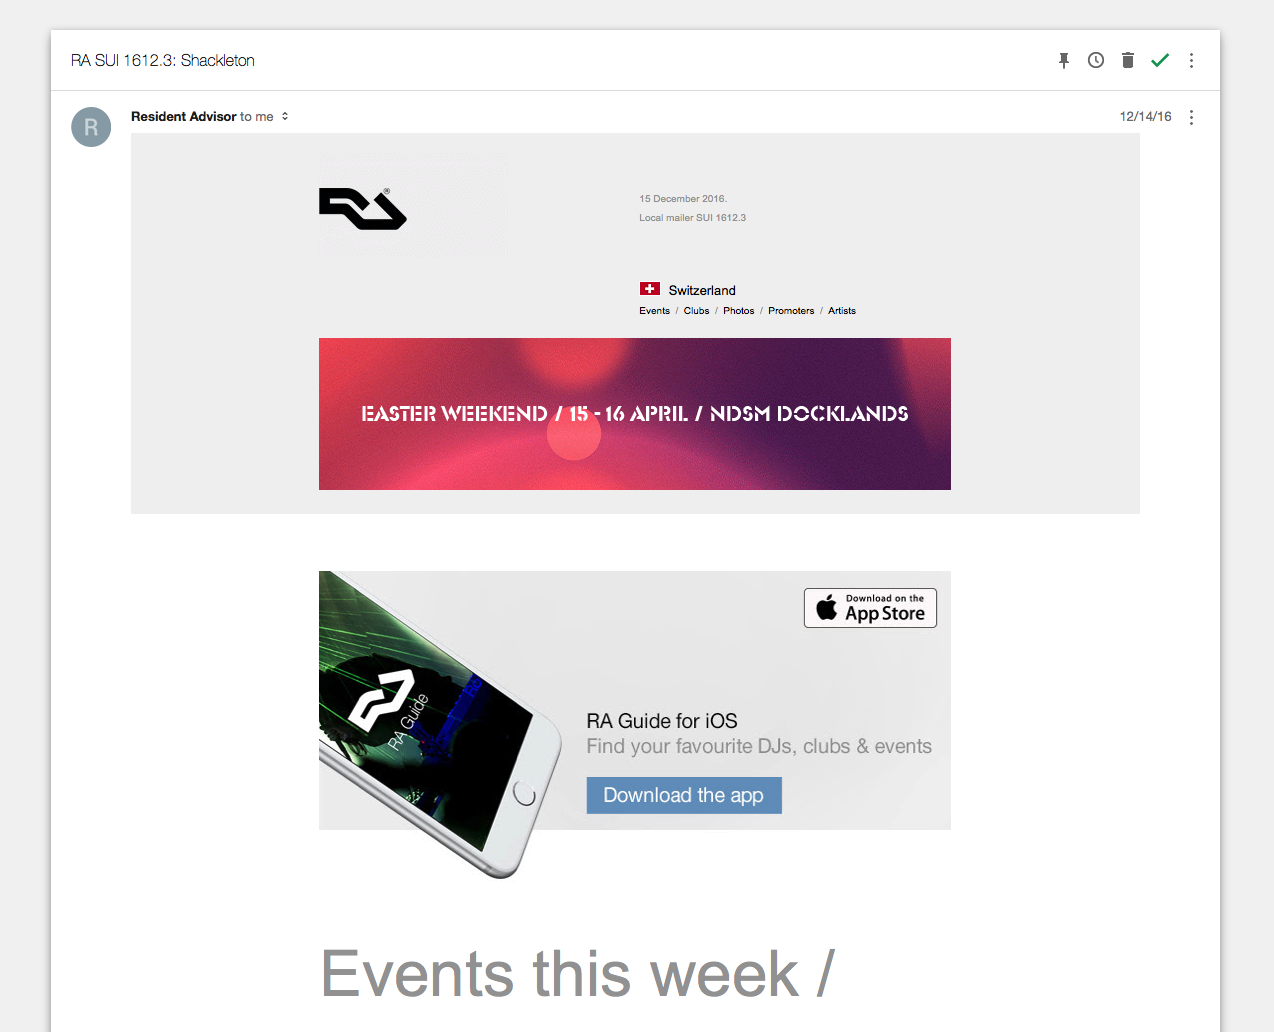 RA SUI 1612.3: Shackleton
R
Resident Advisor to me
12/14/16
®
15 December 2016.
Local mailer SUI 1612.3
Switzerland
Events / Clubs / Photos / Promoters / Artists
EASTER WEEKEND / 15 - 16 APRIL / NDSM DOCKLANDS
Download on the
App Store
RA Guide
RA Guide for iOS
Find your favourite DJs, clubs & events
Download the app
Events this week /